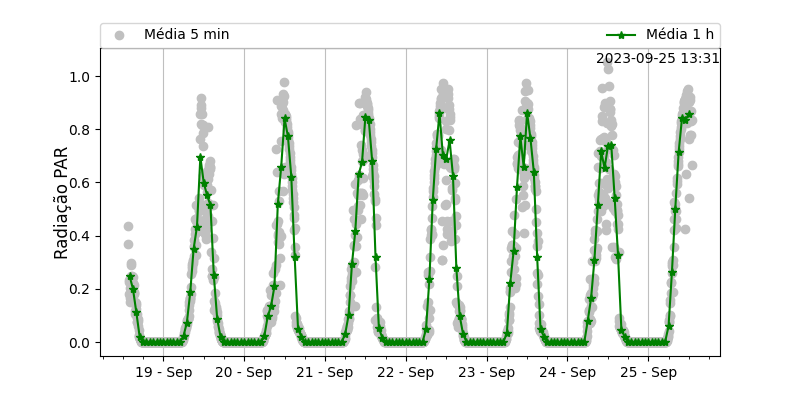 Média 5 min
Média 1 h
2023-09-25 13:31
Radiação PAR
1.0
0.8
0.6
0.4
0.2
0.0
19 - Sep
20 - Sep
21 - Sep
22 - Sep
23 - Sep
24 - Sep
25 - Sep